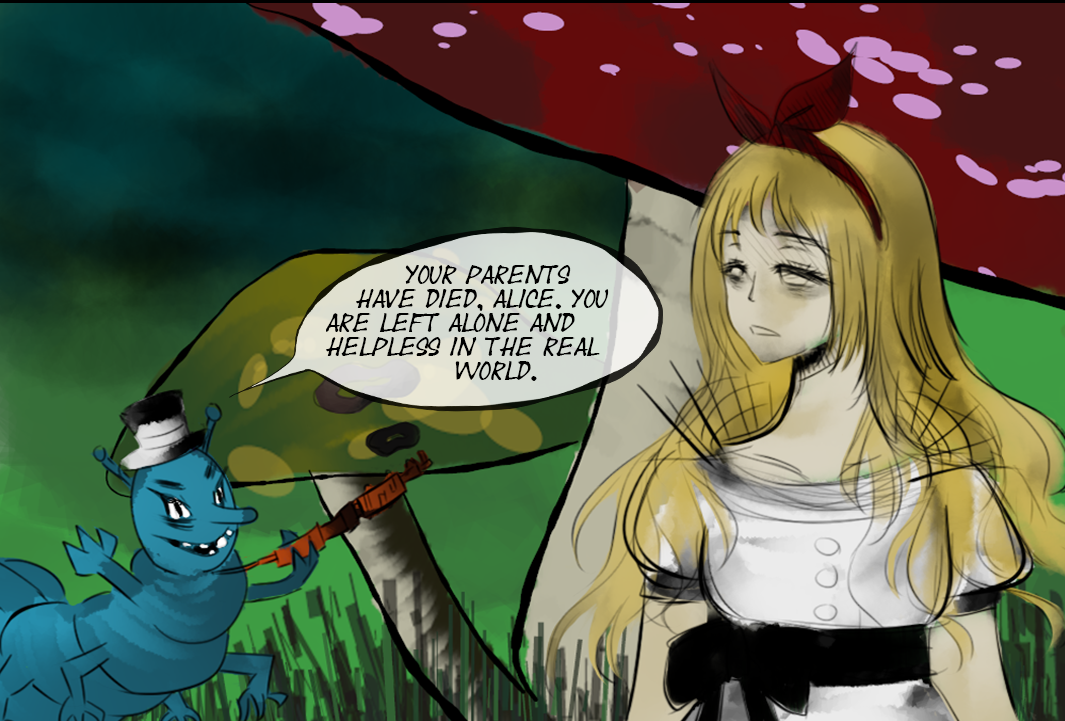 YOUR PARENTS
HAVE DIED, ALICE. YOU
ARE LEFT ALONE AND
HELPLESS IN THE REAL
WORLD.